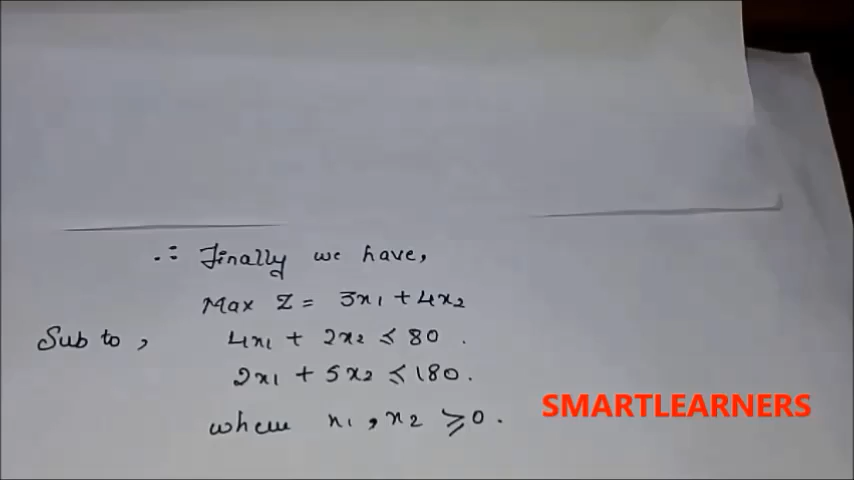 ∴ Finally we have,
Max Z = 3x₁ + 4x₂
Sub to, 4x₁ + 2x₂ ≤ 80.
2x₁ + 5x₂ ≤ 180.
where x₁, x₂ ≥ 0.
SMARTLEARNERS